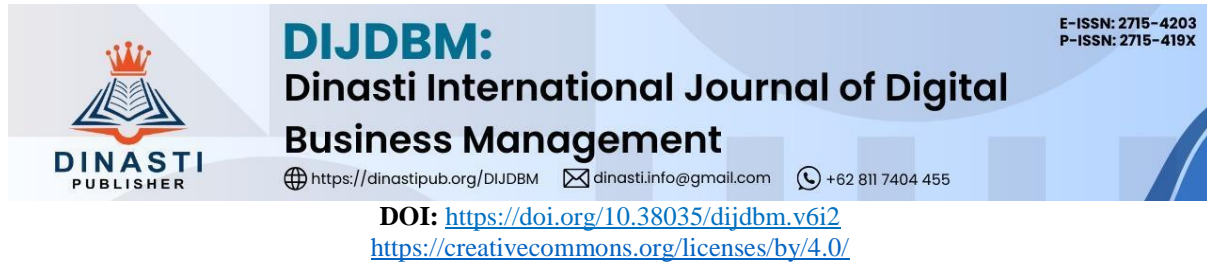 E-ISSN: 2715-4203
P-ISSN: 2715-419X
DIJDBM:
Dinasti International Journal of Digital
Business Management
DINASTI
PUBLISHER
https://dinastipub.org/DIJDBM dinasti.info@gmail.com +62 811 7404 455
DOI: https://doi.org/10.38035/dijdbm.v6i2
https://creativecommons.org/licenses/by/4.0/